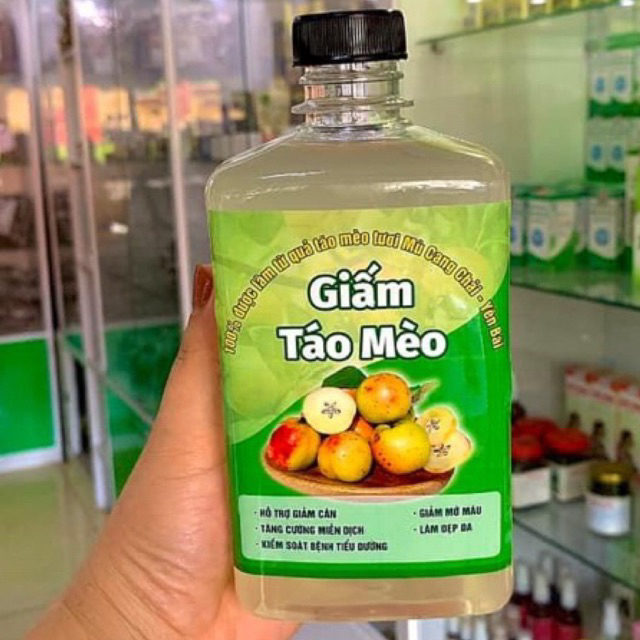 100% được làm từ quả táo mèo tươi Mù Cang Chải - Yên Bái
Giấm
Táo Mèo
· HỖ TRỢ GIẢM CÂN
· TĂNG CƯỜNG MIỄN DỊCH
· KIỂM SOÁT BỆNH TIỂU ĐƯỜNG
· GIẢM MỠ MÁU
· LÀM ĐẸP DA